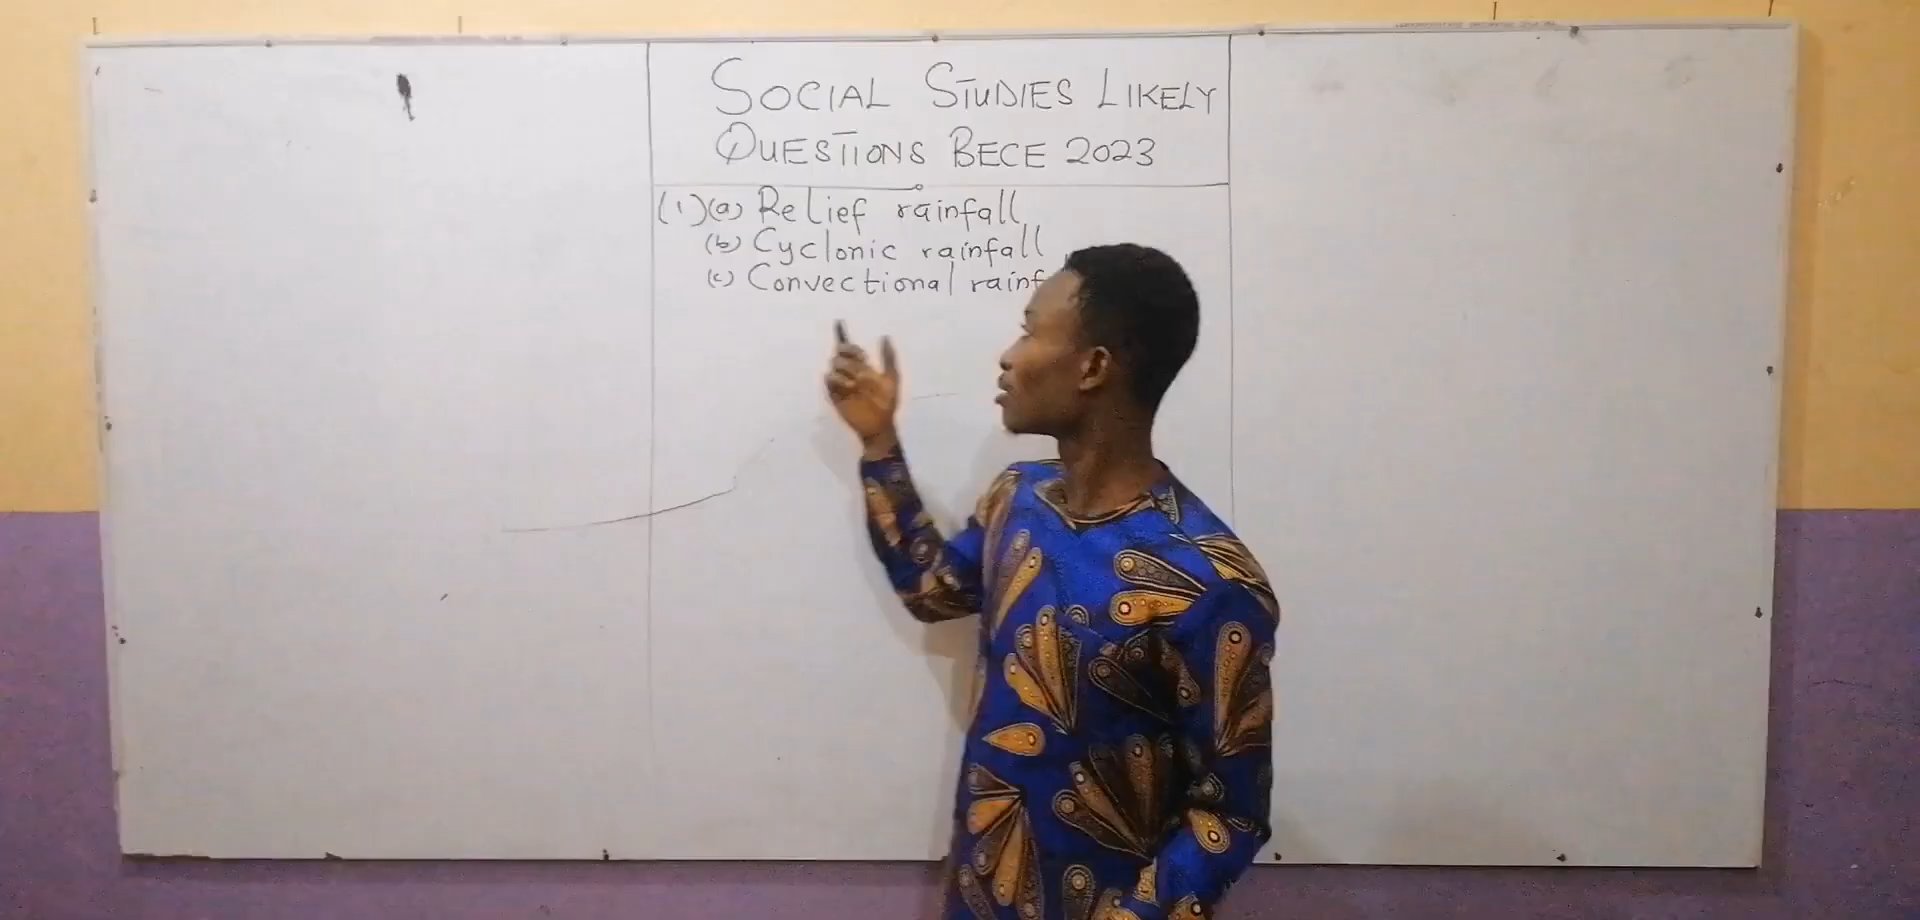 SOCIAL STUDIES LIKELY
QUESTIONS BECE 2023
(1)(a) Relief rainfall
(b) Cyclonic rainfall
(c) Convectional